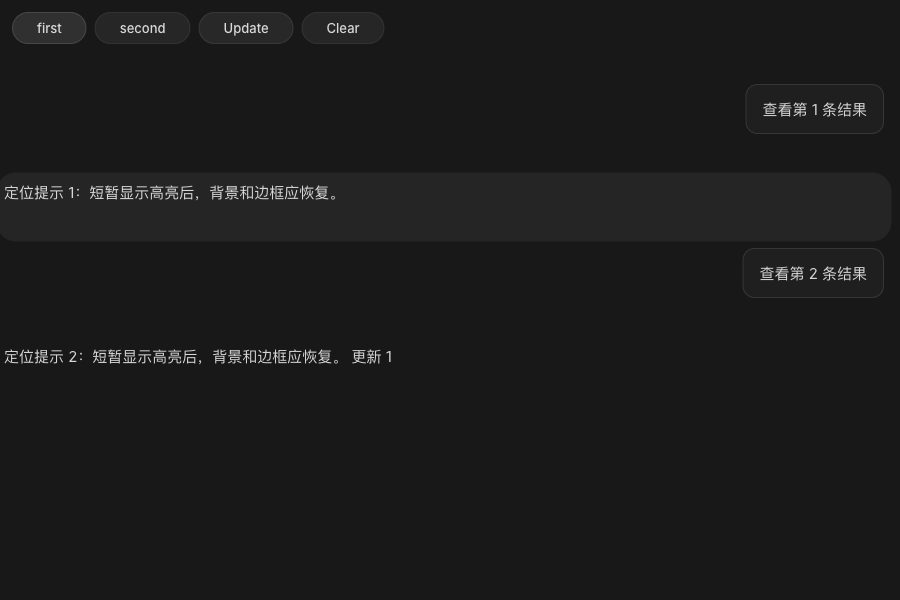 first second Update Clear
查看第 1 条结果
定位提示 1：短暂显示高亮后，背景和边框应恢复。
查看第 2 条结果
定位提示 2：短暂显示高亮后，背景和边框应恢复。 更新 1